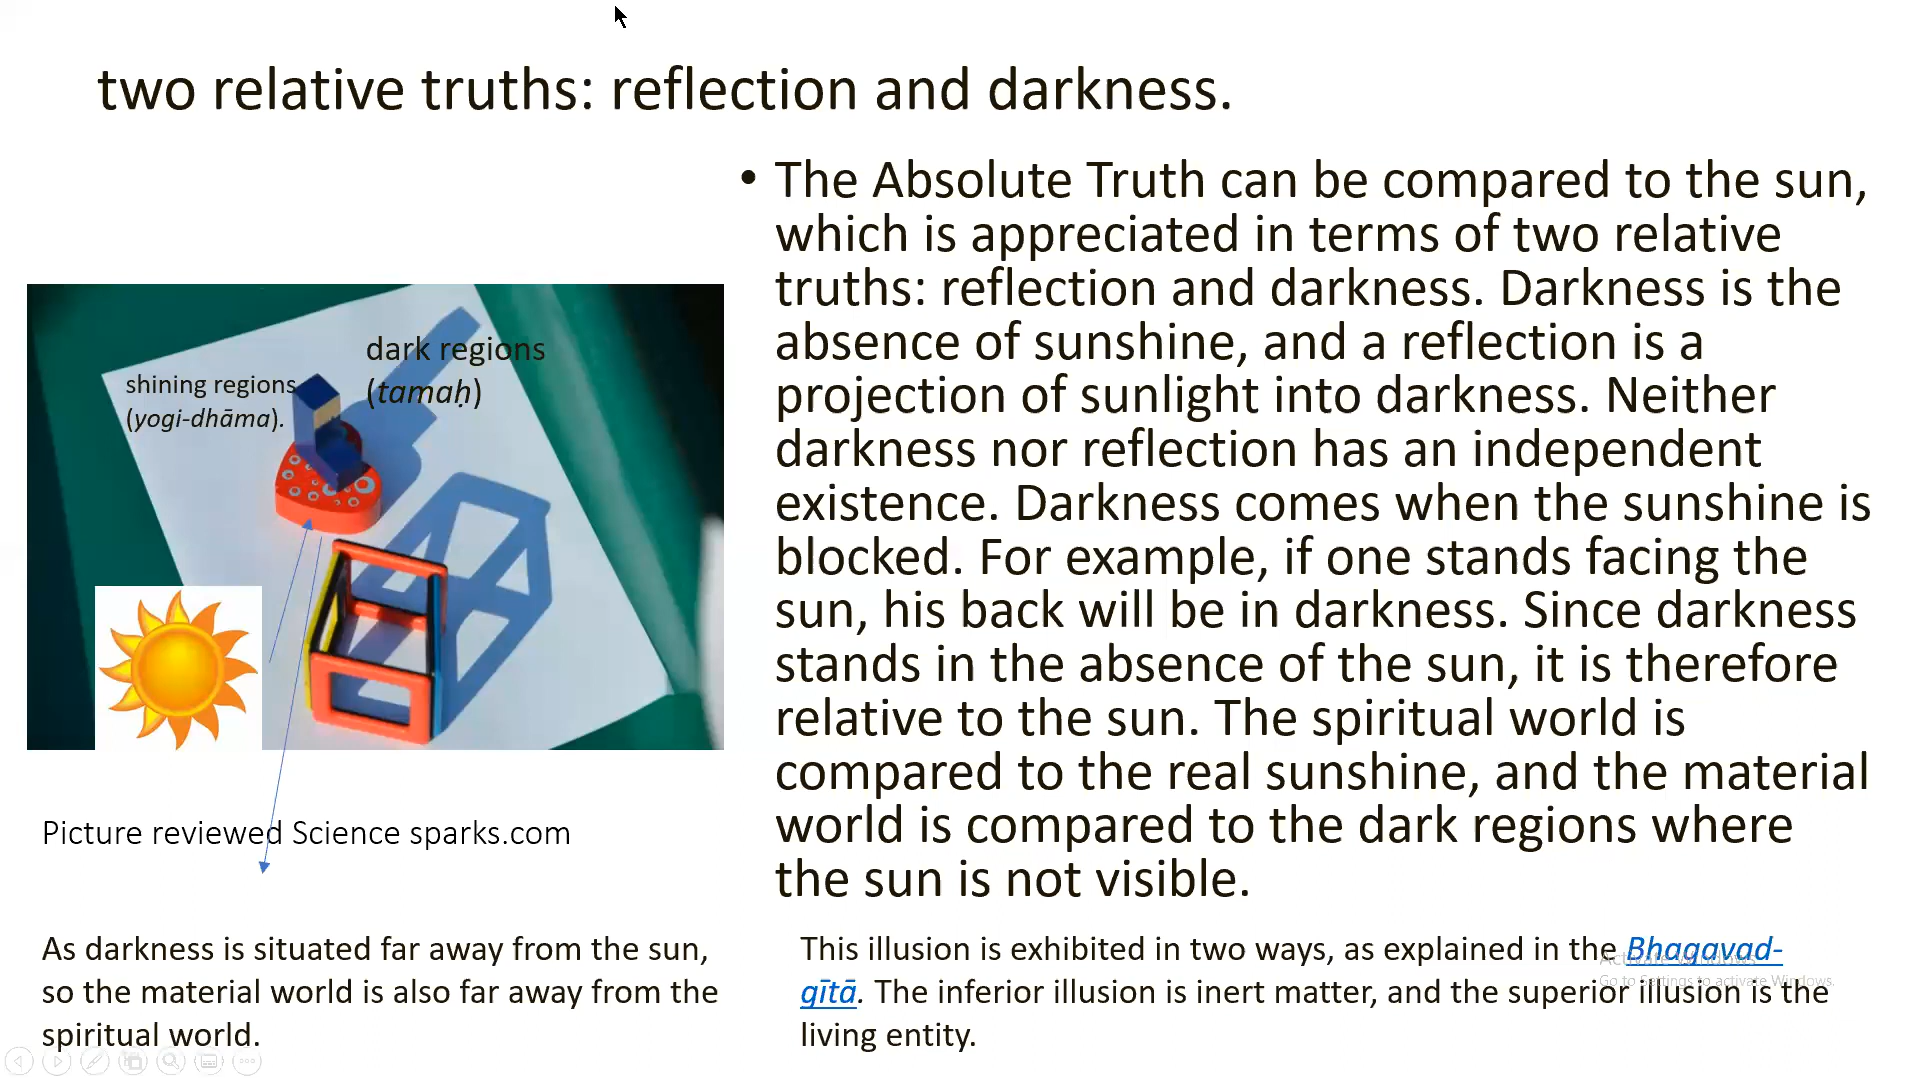 two relative truths: reflection and darkness.
• The Absolute Truth can be compared to the sun,
which is appreciated in terms of two relative
truths: reflection and darkness. Darkness is the
absence of sunshine, and a reflection is a
projection of sunlight into darkness. Neither
darkness nor reflection has an independent
existence. Darkness comes when the sunshine is
blocked. For example, if one stands facing the
sun, his back will be in darkness. Since darkness
stands in the absence of the sun, it is therefore
relative to the sun. The spiritual world is
compared to the real sunshine, and the material
world is compared to the dark regions where
the sun is not visible.
dark regions
(tamaḥ)
shining regions
(yogi-dhāma).
Picture reviewed Science sparks.com
As darkness is situated far away from the sun,
so the material world is also far away from the
spiritual world.
This illusion is exhibited in two ways, as explained in the Bhagavad-
gītā. The inferior illusion is inert matter, and the superior illusion is the
living entity.
Activate Windows
Go to Settings to activate Windows.